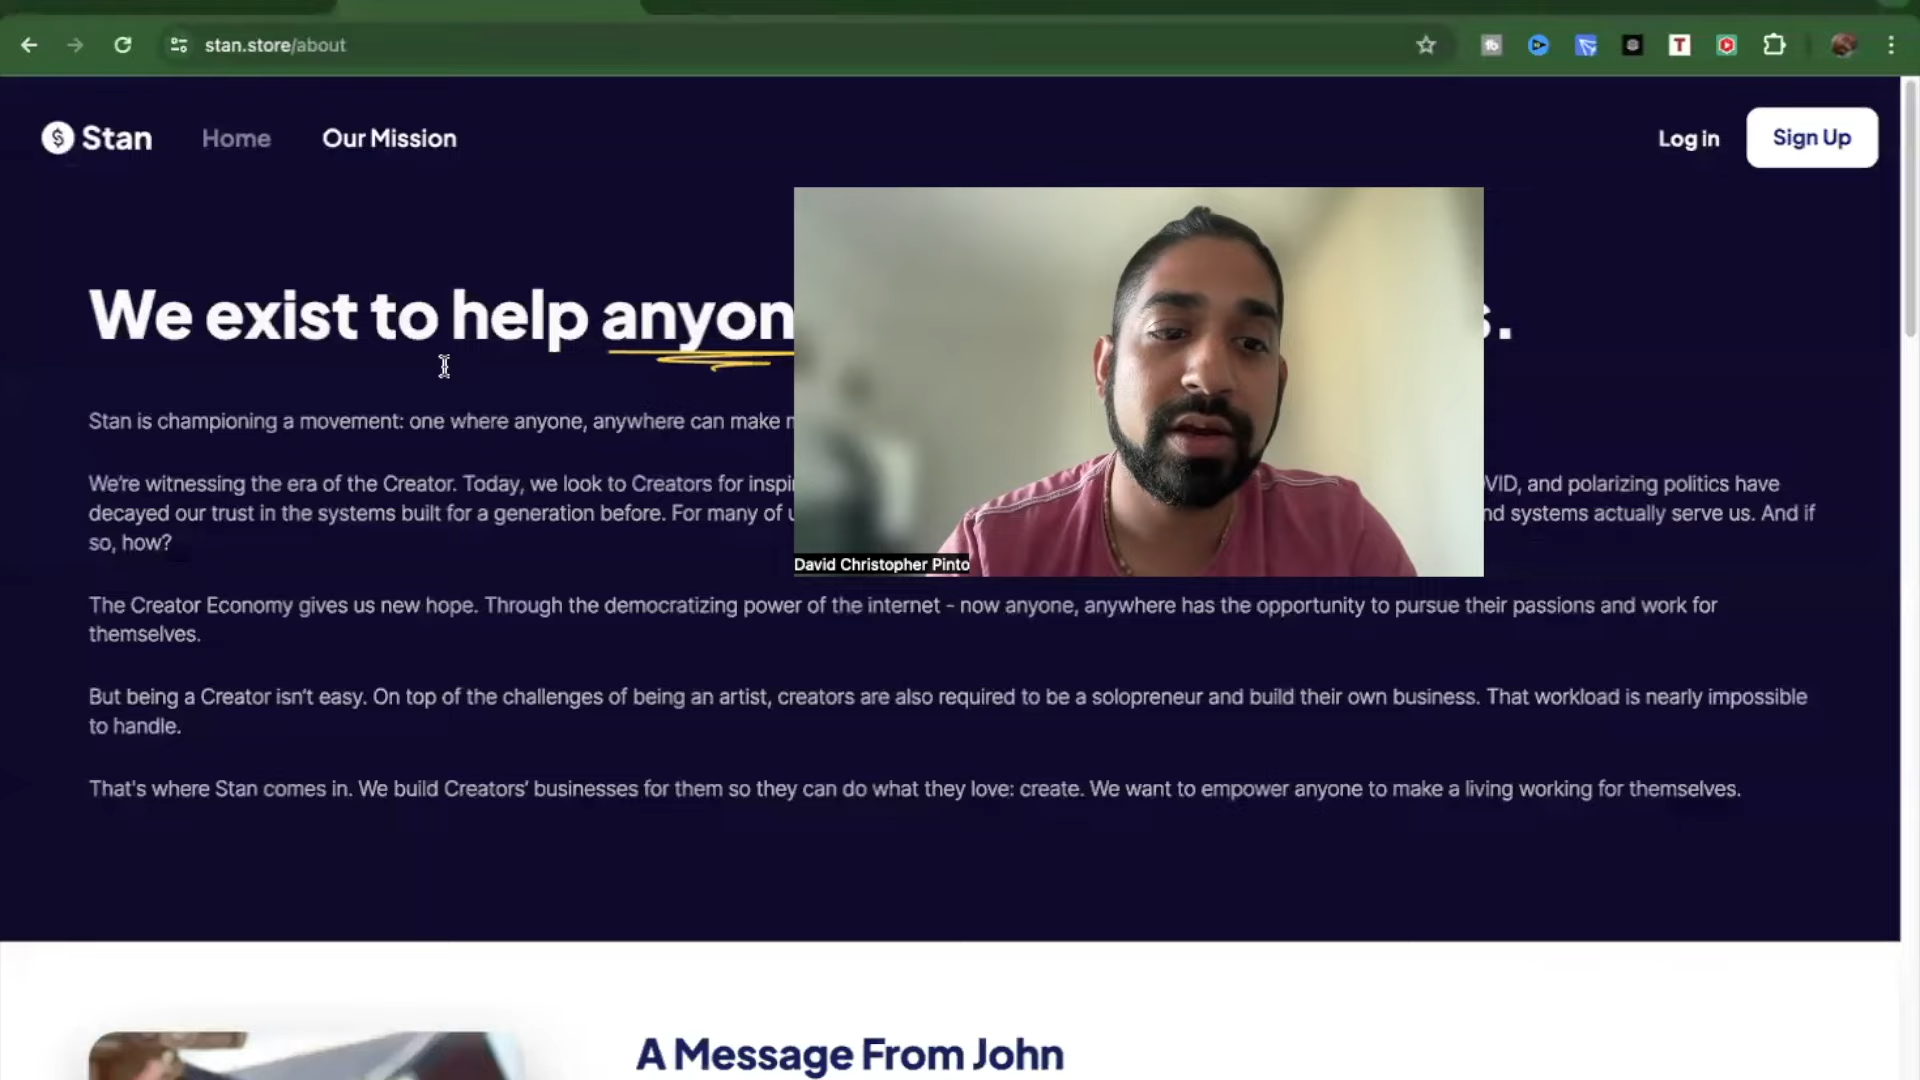 stan.store/about
Stan Home Our Mission Log in Sign Up
We exist to help
Stan is championing a movement: one where anyone, anywhere can make
We're witnessing the era of the Creator. Today, we look to Creators for and polarizing politics have
decayed our trust in the systems built for a generation before. For many of systems actually serve us. And if
so, how?
David Christopher Pinto
The Creator Economy gives us new hope. Through the democratizing power of the internet - now anyone, anywhere has the opportunity to pursue their passions and work for
themselves.
But being a Creator isn't easy. On top of the challenges of being an artist, creators are also required to be a solopreneur and build their own business. That workload is nearly impossible
to handle.
That's where Stan comes in. We build Creators' businesses for them so they can do what they love: create. We want to empower anyone to make a living working for themselves.
A Message From John